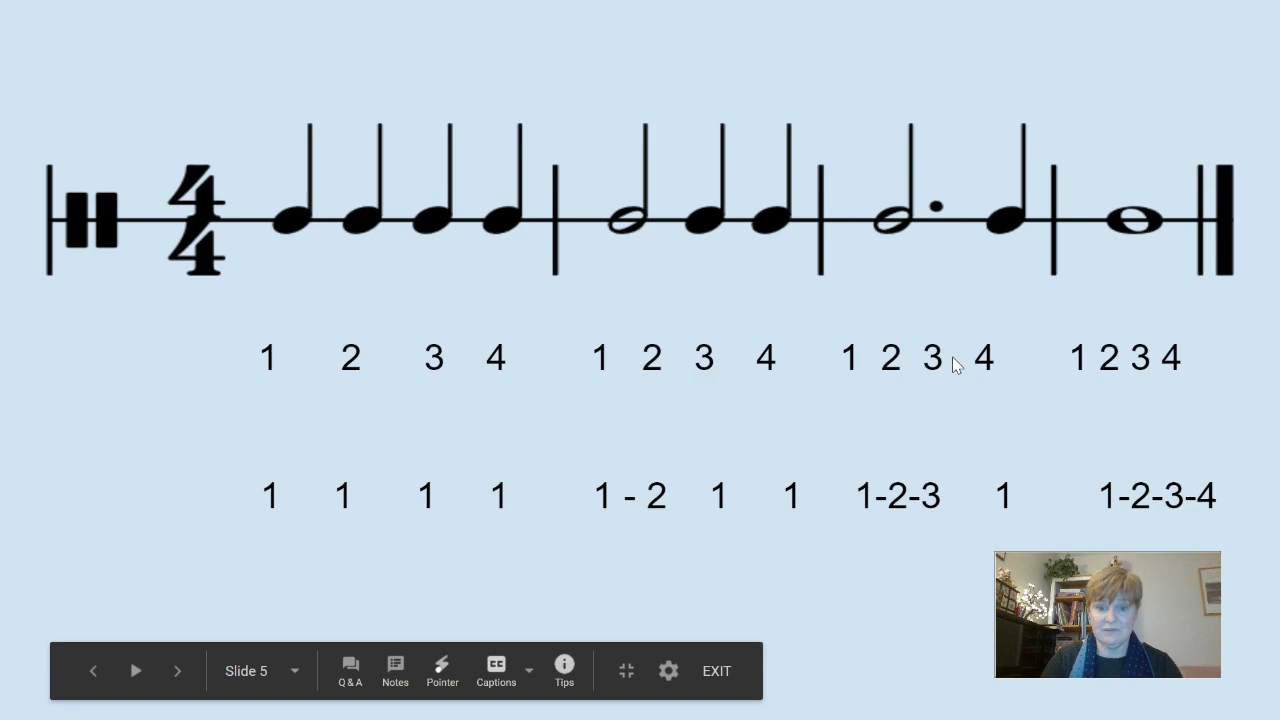 4
4
1 2 3 4 1 2 3 4 1 2 3 4 1 2 3 4
1 1 1 1 1 - 2 1 1 1-2-3 1 1-2-3-4
Slide 5 Q & A Notes Pointer CC Captions Tips EXIT